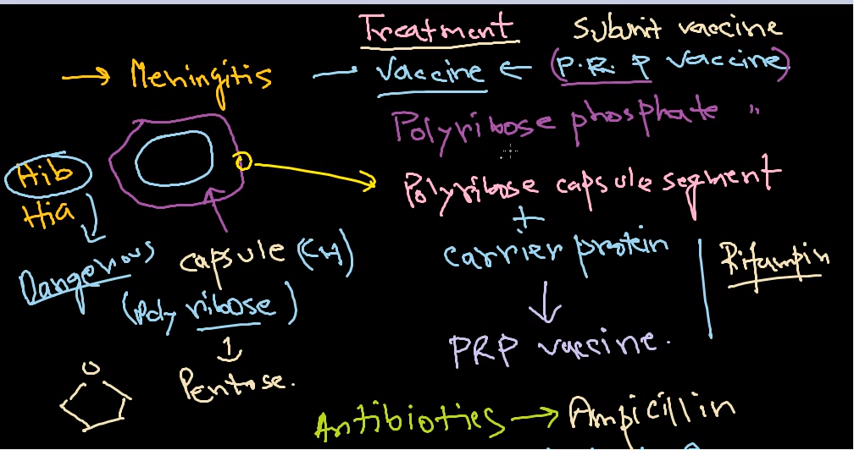 Treatment Subunit vaccine
→ Meningitis — vaccine ← (P.R.P vaccine)
Polyribose phosphate "
Hib
Polyribose capsule segment
Hia
+
Dangerous
capsule (CH)
carrier protein
Rifampin
(Poly ribose)
PRP vaccine.
Pentose.
O
Antibiotics → Ampicillin